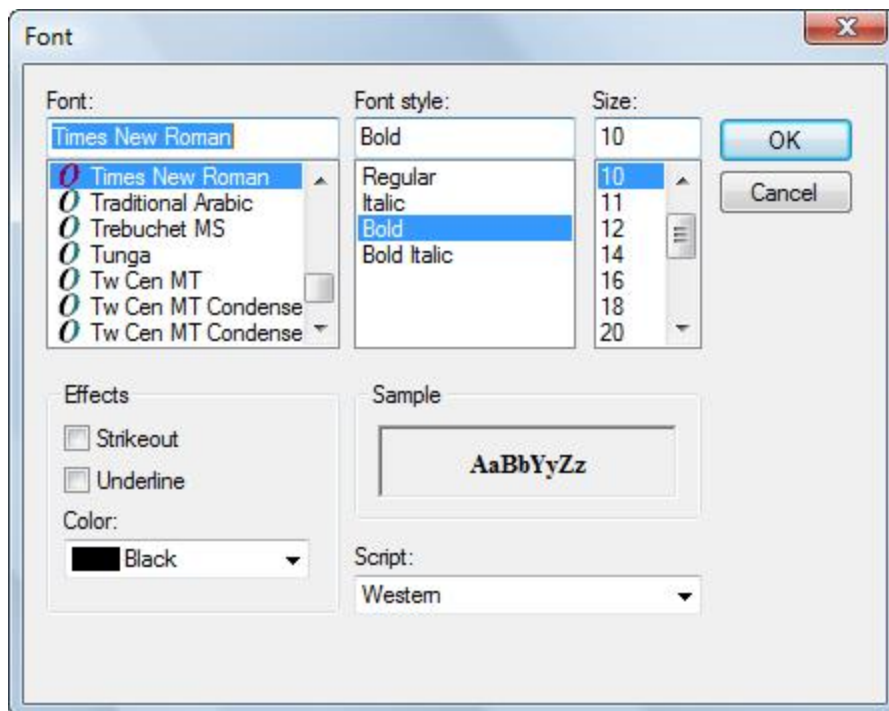 Font
Font:
Times New Roman
Times New Roman
Traditional Arabic
Trebuchet MS
Tunga
Tw Cen MT
Tw Cen MT Condense
Tw Cen MT Condense
Font style:
Bold
Regular
Italic
Bold
Bold Italic
Size:
10
10
11
12
14
16
18
20
OK
Cancel
Effects
Strikeout
Underline
Color:
Black
Sample
AaBbYyZz
Script:
Western